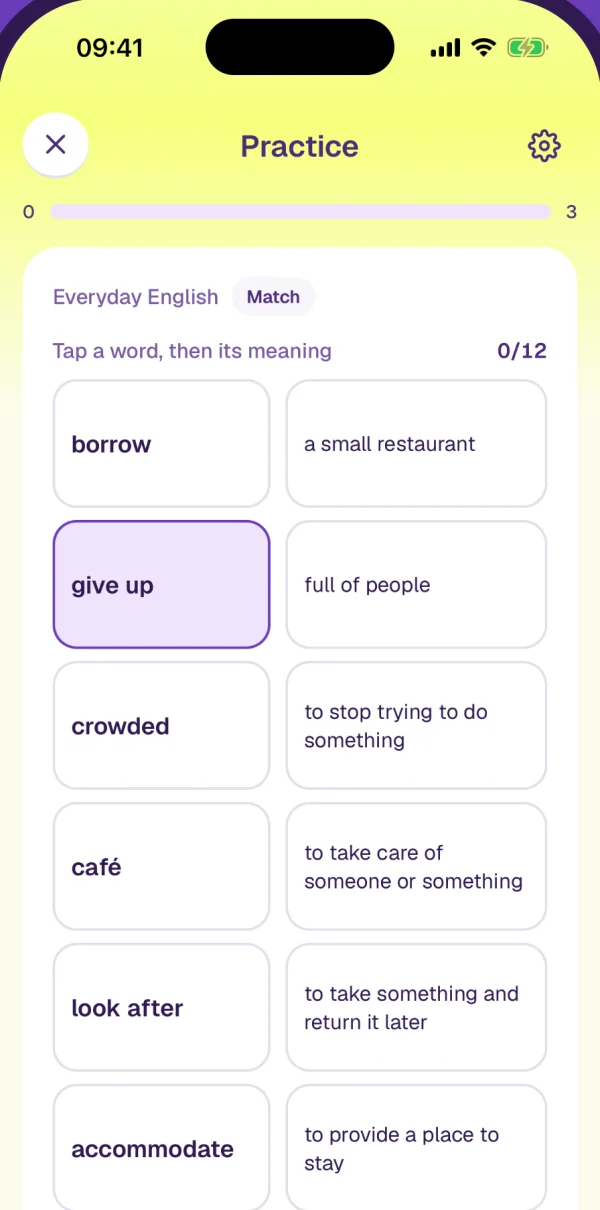 09:41
Practice
0
3
Everyday English
Match
Tap a word, then its meaning
0/12
borrow
a small restaurant
give up
full of people
crowded
to stop trying to do
something
café
to take care of
someone or something
look after
to take something and
return it later
accommodate
to provide a place to
stay